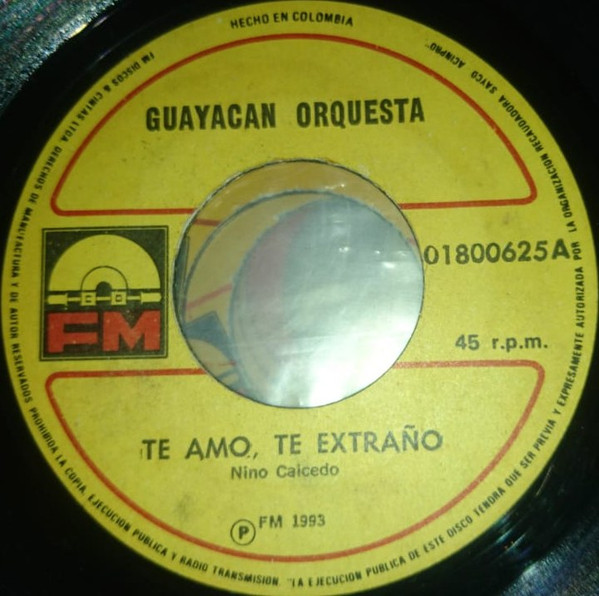 HECHO EN COLOMBIA
GUAYACAN ORQUESTA
01800625A
FM
45 r.p.m.
TE AMO, TE EXTRAÑO
Nino Caicedo
Ⓟ FM 1993
FM DISCOS & CINTAS LTDA. DERECHOS DE MANUFACTURA Y DE AUTOR RESERVADOS PROHIBIDA LA COPIA, EJECUCION PUBLICA Y RADIO TRANSMISION. "LA EJECUCION PUBLICA DE ESTE DISCO TENDRA QUE SER PREVIA Y EXPRESAMENTE AUTORIZADA POR LA ORGANIZACION RECAUDADORA SAYCO ACINPRO"